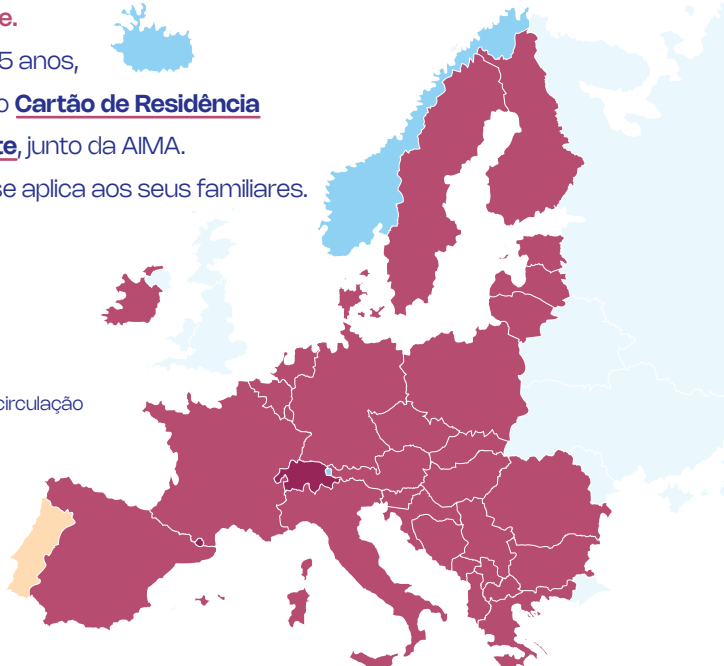 e.
5 anos,
o Cartão de Residência
te, junto da AIMA.
se aplica aos seus familiares.
circulação